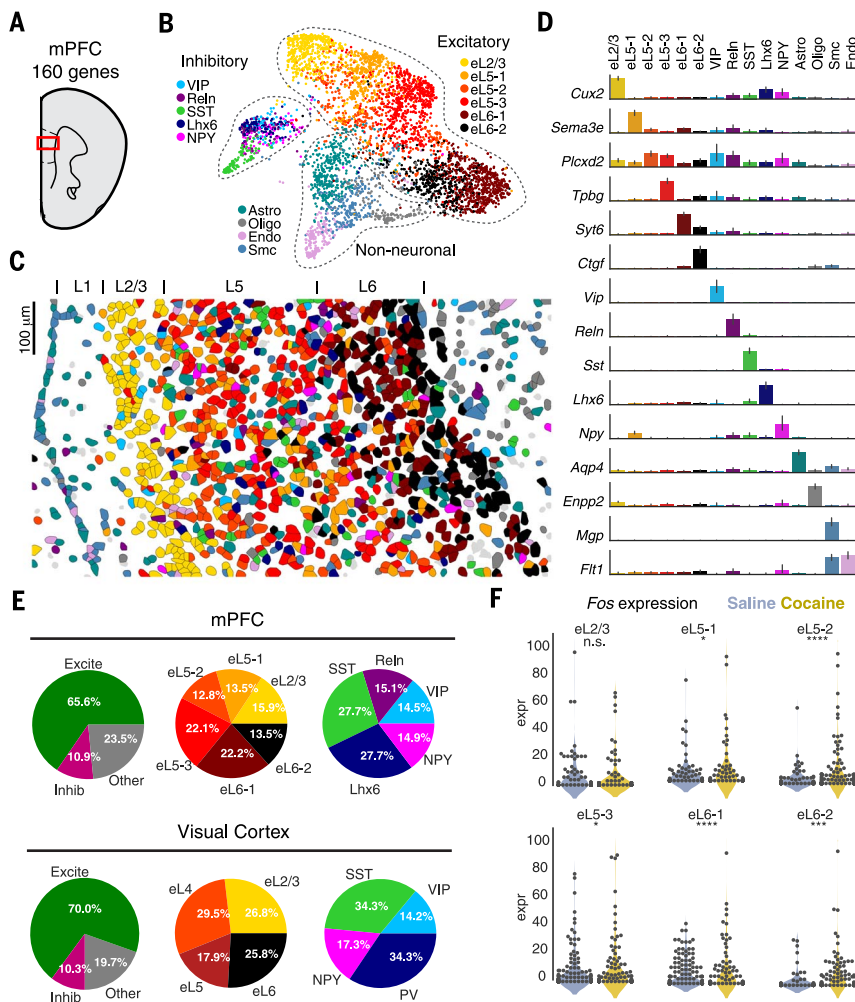 A
mPFC
160 genes
B
Inhibitory
VIP
Reln
SST
Lhx6
NPY
Excitatory
eL2/3
eL5-1
eL5-2
eL5-3
eL6-1
eL6-2
Astro
Oligo
Endo
Smc
Non-neuronal
C
L1
L2/3
L5
L6
100 µm
D
eL2/3
eL5-1
eL5-2
eL5-3
eL6-1
eL6-2
VIP
Reln
SST
Lhx6
NPY
Astro
Oligo
Smc
Endo
Cux2
Sema3e
Plcxd2
Tpbg
Syt6
Ctgf
Vip
Reln
Sst
Lhx6
Npy
Aqp4
Enpp2
Mgp
Flt1
E
mPFC
Excite
65.6%
10.9%
23.5%
Inhib
Other
eL5-2
eL5-1
eL2/3
12.8%
13.5%
15.9%
22.1%
22.2%
13.5%
eL5-3
eL6-1
eL6-2
SST
Reln
VIP
27.7%
15.1%
14.5%
14.9%
27.7%
NPY
Lhx6
Visual Cortex
Excite
70.0%
10.3%
19.7%
Inhib
Other
eL4
eL2/3
29.5%
26.8%
17.9%
25.8%
eL5
eL6
SST
VIP
34.3%
14.2%
17.3%
34.3%
NPY
PV
F
Fos expression Saline Cocaine
eL2/3
n.s.
eL5-1
*
eL5-2
****
expr
100
80
60
40
20
0
eL5-3
*
eL6-1
****
eL6-2
***
expr
100
80
60
40
20
0